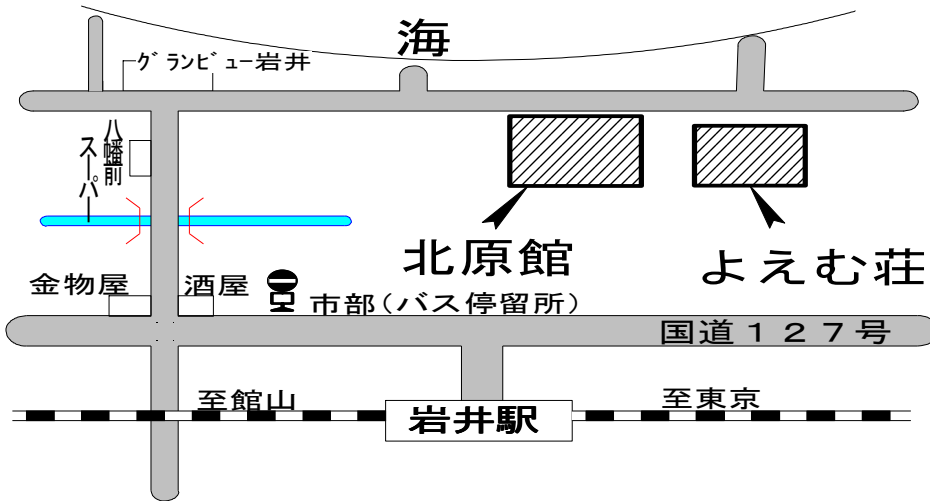 海
グランビュー岩井
八幡前
スーパー
北原館
よえむ荘
金物屋
酒屋
市部(バス停留所)
国道１２７号
至館山
至東京
岩井駅